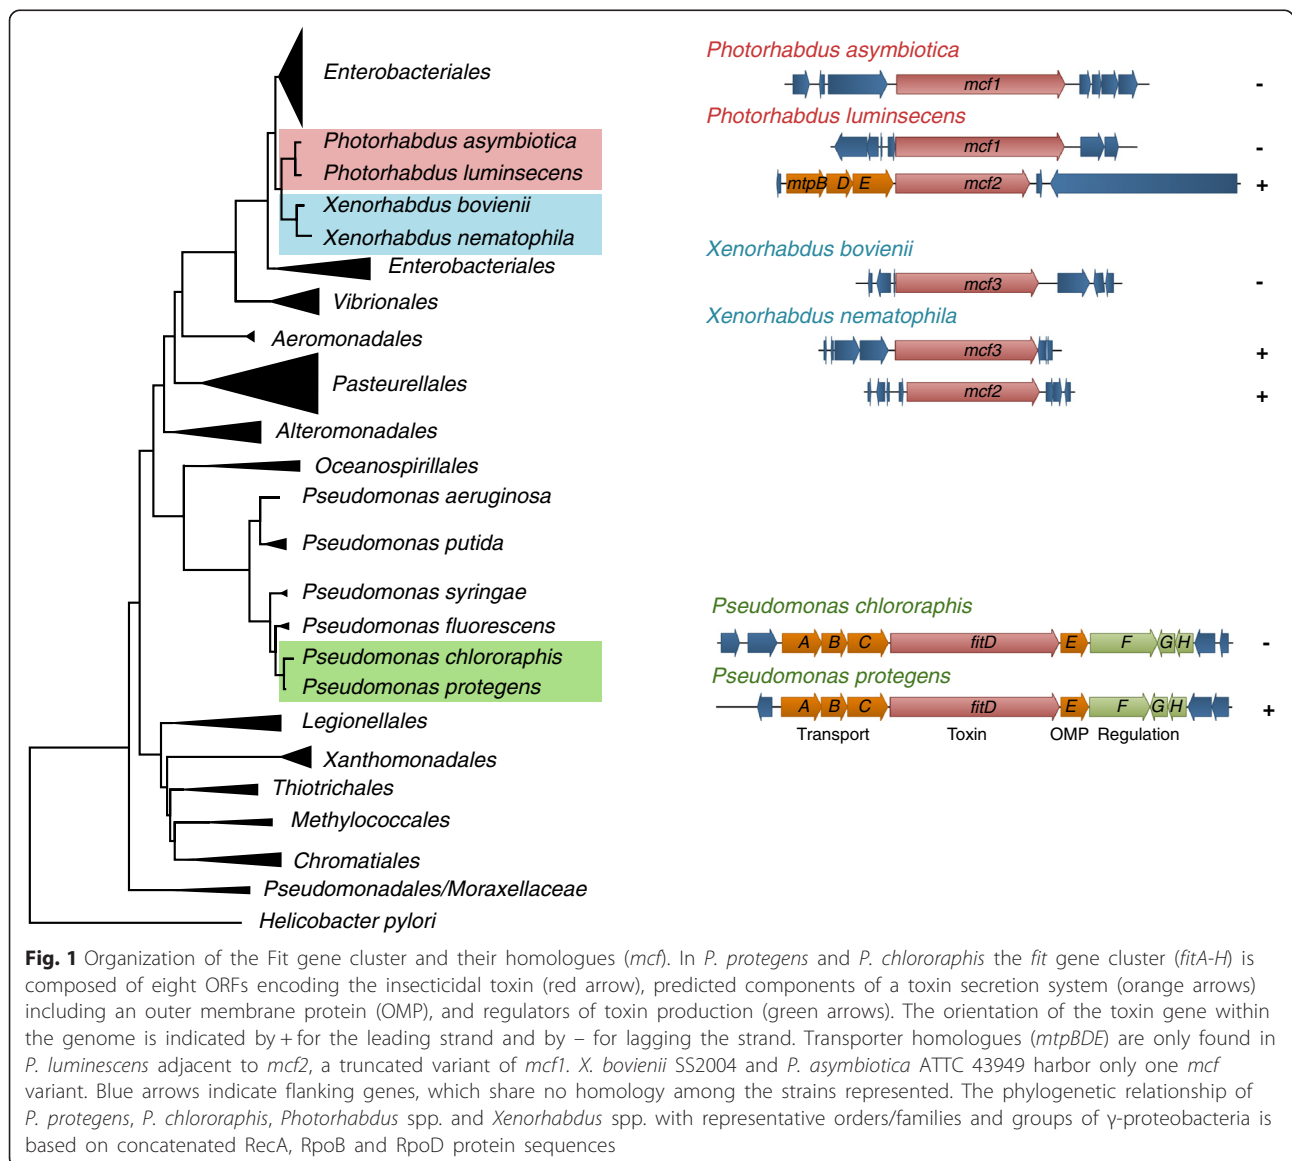 Enterobacteriales
Photorhabdus asymbiotica
Photorhabdus luminsecens
Xenorhabdus bovienii
Xenorhabdus nematophila
Enterobacteriales
Vibrionales
Aeromonadales
Pasteurellales
Alteromonadales
Oceanospirillales
Pseudomonas aeruginosa
Pseudomonas putida
Pseudomonas syringae
Pseudomonas fluorescens
Pseudomonas chlororaphis
Pseudomonas protegens
Legionellales
Xanthomonadales
Thiotrichales
Methylococcales
Chromatiales
Pseudomonadales/Moraxellaceae
Helicobacter pylori
Photorhabdus asymbiotica
mcf1 -
Photorhabdus luminsecens
mcf1 -
mtpB D E mcf2 +
Xenorhabdus bovienii
mcf3 -
Xenorhabdus nematophila
mcf3 +
mcf2 +
Pseudomonas chlororaphis
A B C fitD E F G H -
Pseudomonas protegens
A B C fitD E F G H +
Transport Toxin OMP Regulation
Fig. 1 Organization of the Fit gene cluster and their homologues (mcf). In P. protegens and P. chlororaphis the fit gene cluster (fitA-H) is
composed of eight ORFs encoding the insecticidal toxin (red arrow), predicted components of a toxin secretion system (orange arrows)
including an outer membrane protein (OMP), and regulators of toxin production (green arrows). The orientation of the toxin gene within
the genome is indicated by + for the leading strand and by – for lagging the strand. Transporter homologues (mtpBDE) are only found in
P. luminescens adjacent to mcf2, a truncated variant of mcf1. X. bovienii SS2004 and P. asymbiotica ATTC 43949 harbor only one mcf
variant. Blue arrows indicate flanking genes, which share no homology among the strains represented. The phylogenetic relationship of
P. protegens, P. chlororaphis, Photorhabdus spp. and Xenorhabdus spp. with representative orders/families and groups of γ-proteobacteria is
based on concatenated RecA, RpoB and RpoD protein sequences